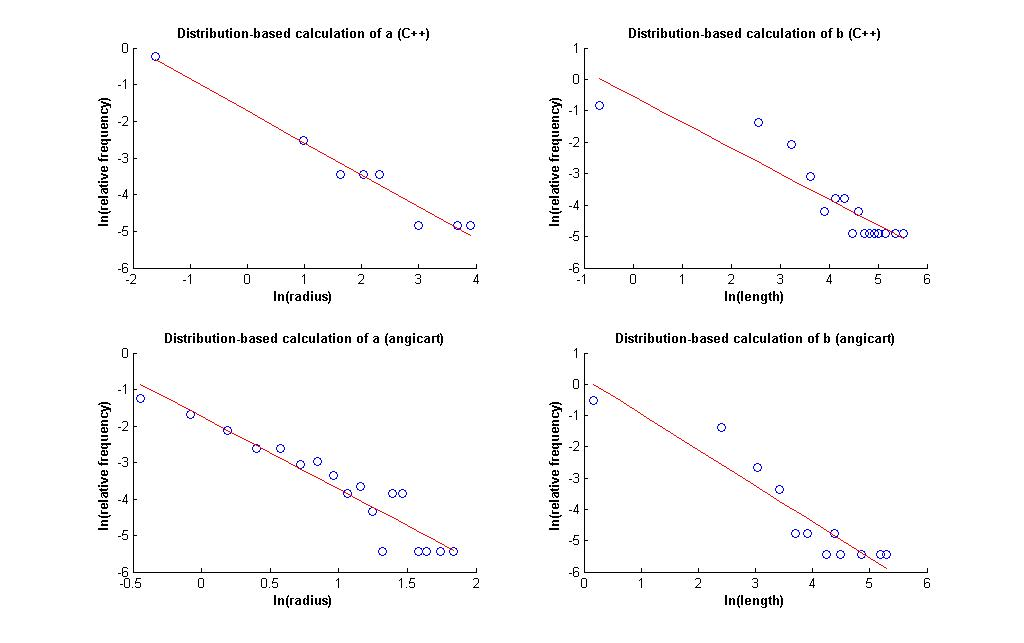 Distribution-based calculation of a (C++)
0
-1
-2
-3
-4
-5
-6
ln(relative frequency)
-2 -1 0 1 2 3 4
ln(radius)
Distribution-based calculation of b (C++)
1
0
-1
-2
-3
-4
-5
-6
ln(relative frequency)
-1 0 1 2 3 4 5 6
ln(length)
Distribution-based calculation of a (angicart)
0
-1
-2
-3
-4
-5
-6
ln(relative frequency)
-0.5 0 0.5 1 1.5 2
ln(radius)
Distribution-based calculation of b (angicart)
1
0
-1
-2
-3
-4
-5
-6
ln(relative frequency)
0 1 2 3 4 5 6
ln(length)